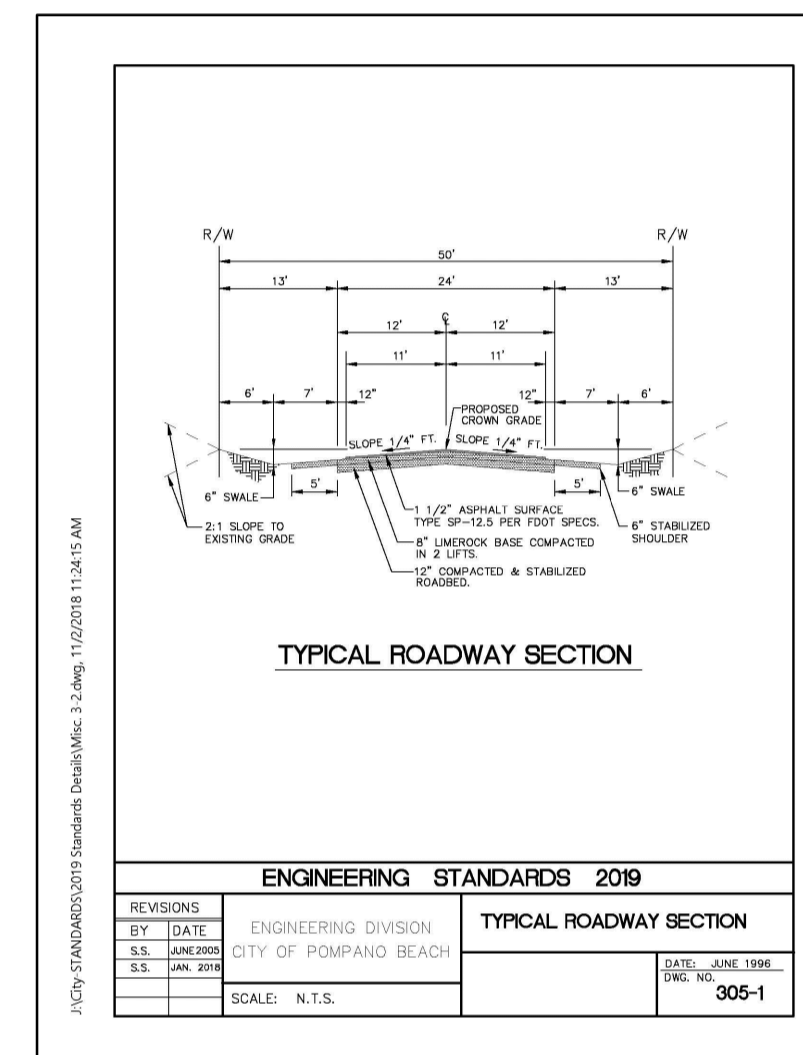 R/W R/W
50'
13' 24' 13'
12' ℄ 12'
11' 11'
6' 7' 12" 12" 7' 6'
PROPOSED
CROWN GRADE
SLOPE 1/4" FT. SLOPE 1/4" FT.
6" SWALE 5' 5' 6" SWALE
2:1 SLOPE TO
EXISTING GRADE
1 1/2" ASPHALT SURFACE
TYPE SP-12.5 PER FDOT SPECS.
6" STABILIZED
SHOULDER
8" LIMEROCK BASE COMPACTED
IN 2 LIFTS.
12" COMPACTED & STABILIZED
ROADBED.
TYPICAL ROADWAY SECTION
J:\City-STANDARDS\2019 Standards Details\Misc. 3-2.dwg, 11/2/2018 11:24:15 AM
ENGINEERING STANDARDS 2019
REVISIONS
BY DATE
S.S. JUNE 2005
S.S. JAN. 2018
ENGINEERING DIVISION
CITY OF POMPANO BEACH
SCALE: N.T.S.
TYPICAL ROADWAY SECTION
DATE: JUNE 1996
DWG. NO.
305-1